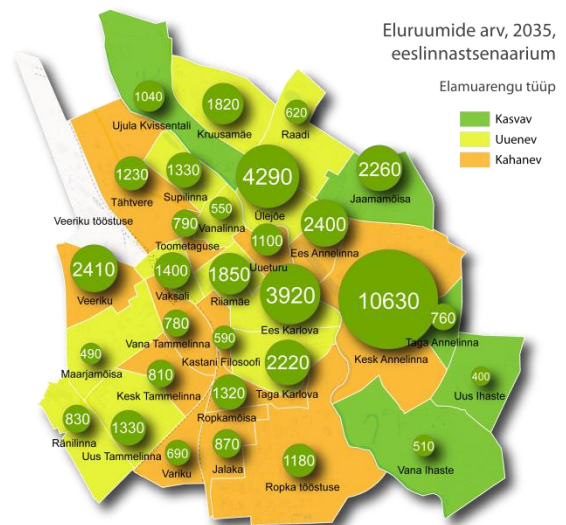 Eluruumide arv, 2035,
eeslinnastsenaarium
Elamuarengu tüüp
Kasvav
Uuenev
Kahanev
1040
Ujula Kvissentali
1820
Kruusamäe
620
Raadi
1230
Tähtvere
1330
Supilinna
4290
Ülejõe
2260
Jaamamõisa
550
Vanalinna
Veeriku tööstuse
790
Toometaguse
1100
Uueturu
2400
Ees Annelinna
2410
Veeriku
1400
Vaksali
1850
Riiamäe
3920
Ees Karlova
10630
Kesk Annelinna
760
Taga Annelinna
780
Vana Tammelinna
590
Kastani Filosoofi
490
Maarjamõisa
810
Kesk Tammelinna
2220
Taga Karlova
400
Uus Ihaste
1320
Ropkamõisa
830
Ränilinna
1330
Uus Tammelinna
690
Variku
870
Jalaka
1180
Ropka tööstuse
510
Vana Ihaste